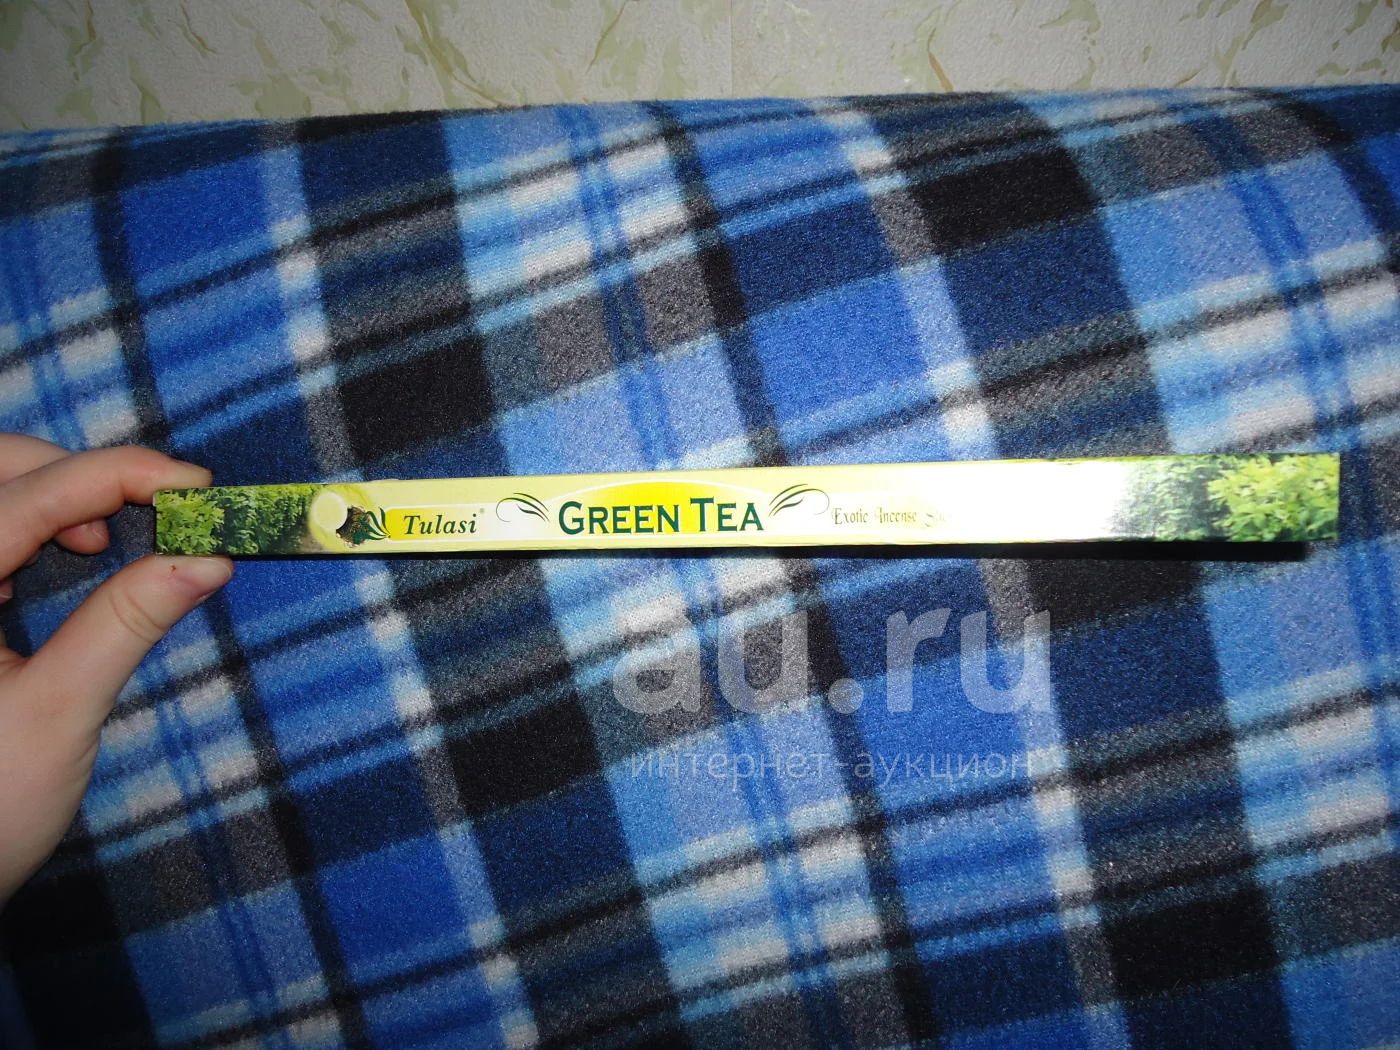 Tulasi® GREEN TEA Exotic Incense
au.ru
интернет-аукцион